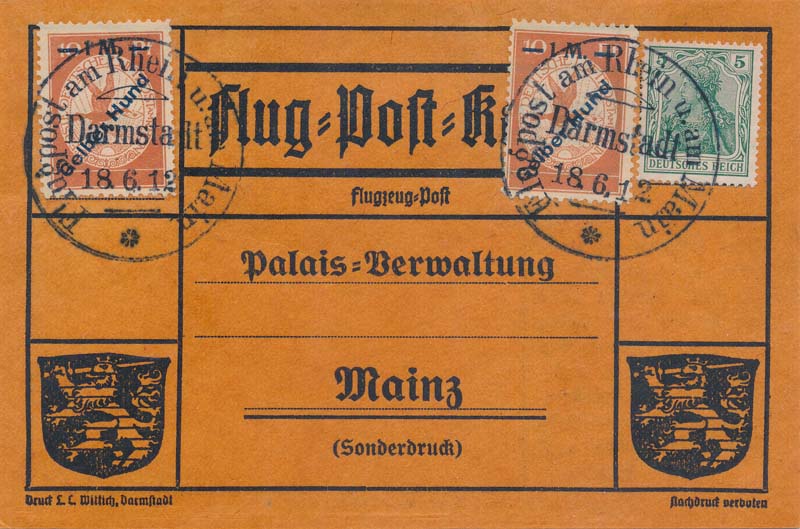 1 M.
Gelber Hund
Flugpost am Rhein u. am Main
Darmstadt
18.6.12
10 1 M. 10
Gelber Hund
Flugpost am Rhein u. am Main
Darmstadt
18.6.12
5
DEUTSCHES REICH
Flug-Post-K
Flugzeug-Post
Palais-Verwaltung
Mainz
(Sonderdruck)
Druck L. C. Wittich, Darmstadt
Nachdruck verboten